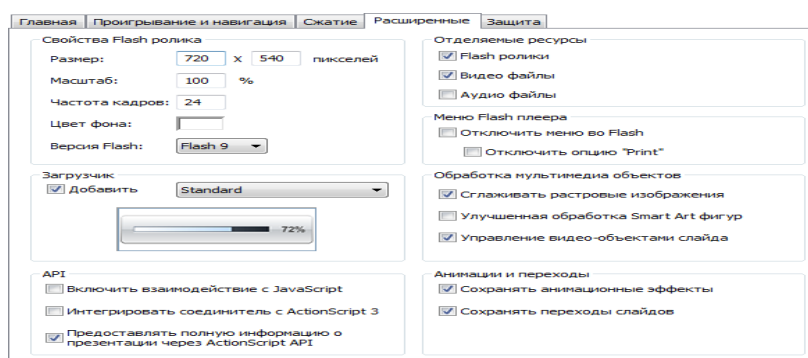 Главная Проигрывание и навигация Сжатие Расширенные Защита
Свойства Flash ролика
Размер: 720 X 540 пикселей
Масштаб: 100 %
Частота кадров: 24
Цвет фона:
Версия Flash: Flash 9
Загрузчик
Добавить Standard
72%
API
Включить взаимодействие с JavaScript
Интегрировать соединитель с ActionScript 3
Предоставлять полную информацию о
презентации через ActionScript API
Отделяемые ресурсы
Flash ролики
Видео файлы
Аудио файлы
Меню Flash плеера
Отключить меню во Flash
Отключить опцию "Print"
Обработка мультимедиа объектов
Сглаживать растровые изображения
Улучшенная обработка Smart Art фигур
Управление видео-объектами слайда
Анимации и переходы
Сохранять анимационные эффекты
Сохранять переходы слайдов